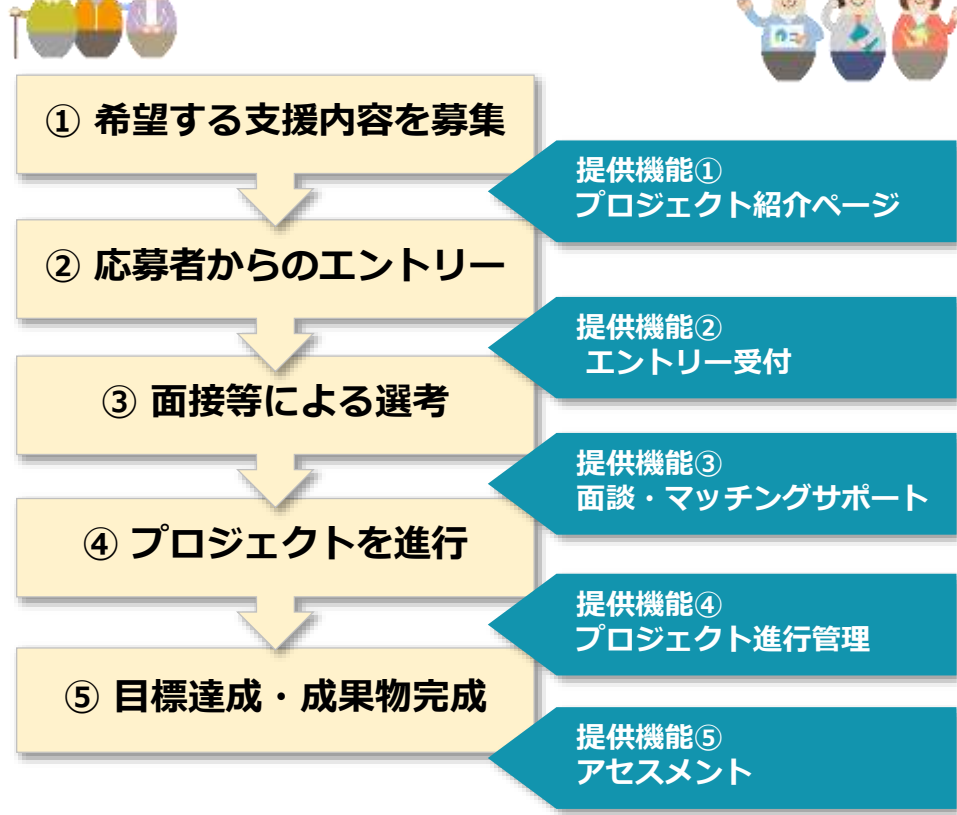 ① 希望する支援内容を募集
提供機能①
プロジェクト紹介ページ
② 応募者からのエントリー
提供機能②
エントリー受付
③ 面接等による選考
提供機能③
面談・マッチングサポート
④ プロジェクトを進行
提供機能④
プロジェクト進行管理
⑤ 目標達成・成果物完成
提供機能⑤
アセスメント